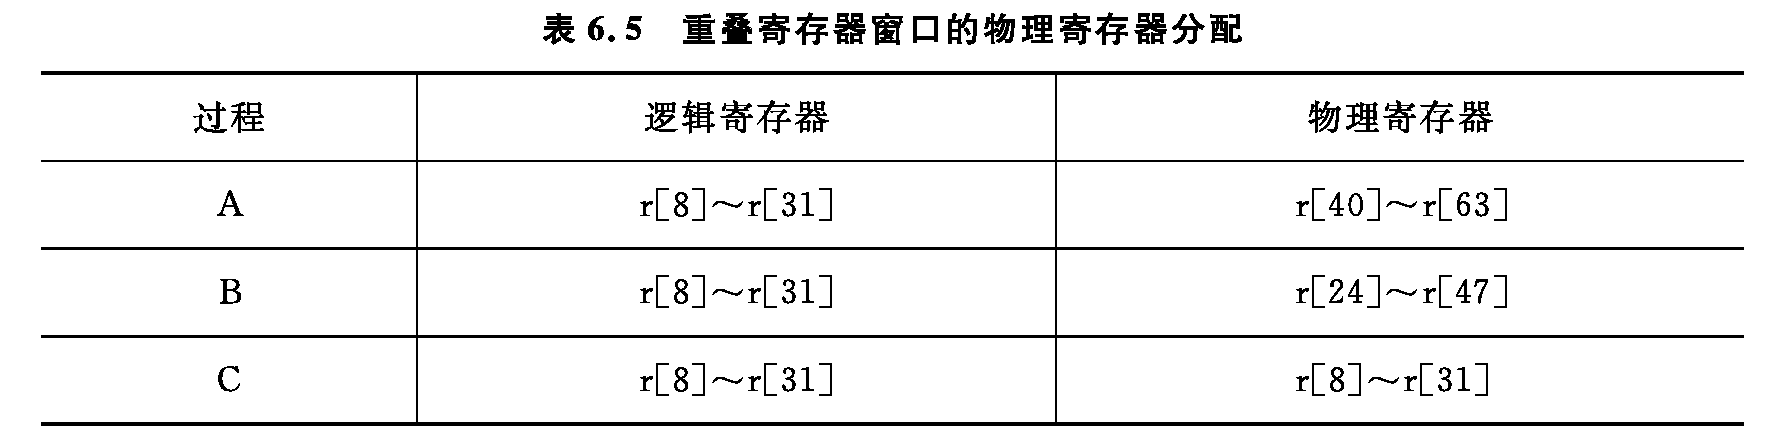 表 6.5 重叠寄存器窗口的物理寄存器分配
过程 逻辑寄存器 物理寄存器
A r[8]～r[31] r[40]～r[63]
B r[8]～r[31] r[24]～r[47]
C r[8]～r[31] r[8]～r[31]